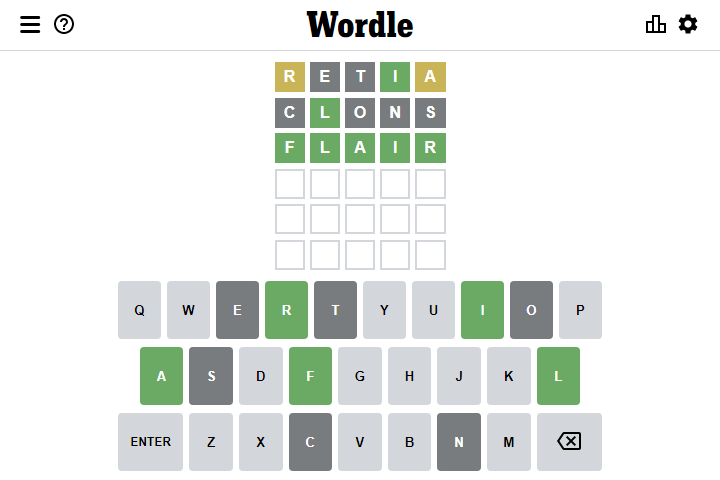 Wordle
R E T I A
C L O N S
F L A I R
Q W E R T Y U I O P
A S D F G H J K L
ENTER Z X C V B N M